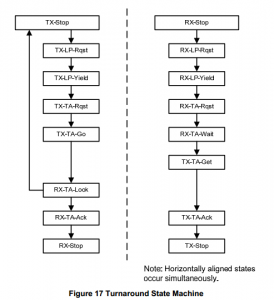 TX-Stop
TX-LP-Rqst
TX-LP-Yield
TX-TA-Rqst
TX-TA-Go
RX-TA-Look
RX-TA-Ack
RX-Stop
RX-Stop
RX-LP-Rqst
RX-LP-Yield
RX-TA-Rqst
RX-TA-Wait
TX-TA-Get
TX-TA-Ack
TX-Stop
Note: Horizontally aligned states
occur simultaneously.
Figure 17 Turnaround State Machine